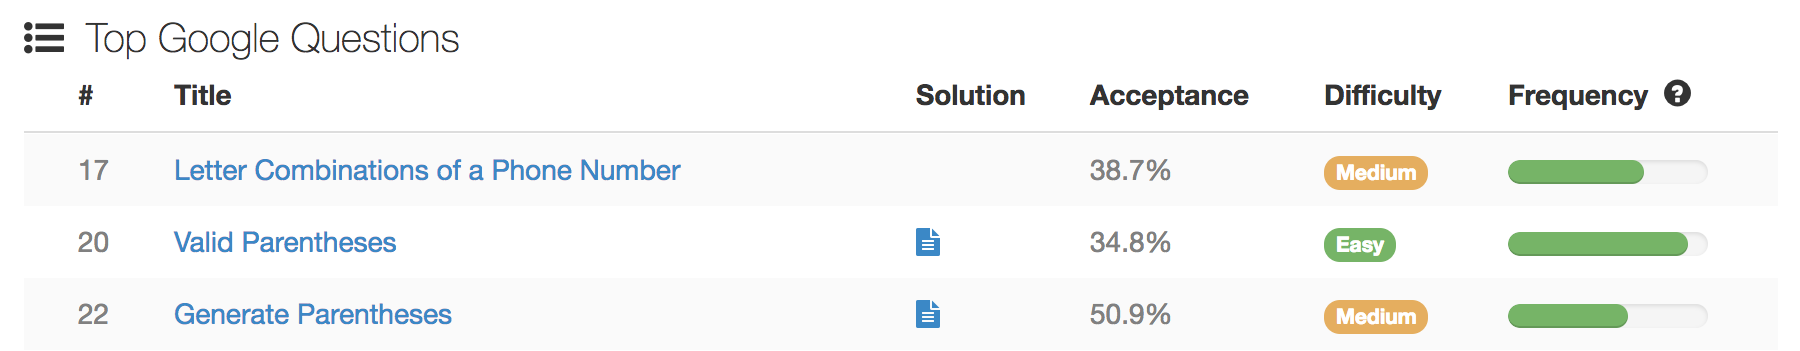 Top Google Questions
# Title Solution Acceptance Difficulty Frequency ?
17 Letter Combinations of a Phone Number 38.7% Medium
20 Valid Parentheses 34.8% Easy
22 Generate Parentheses 50.9% Medium